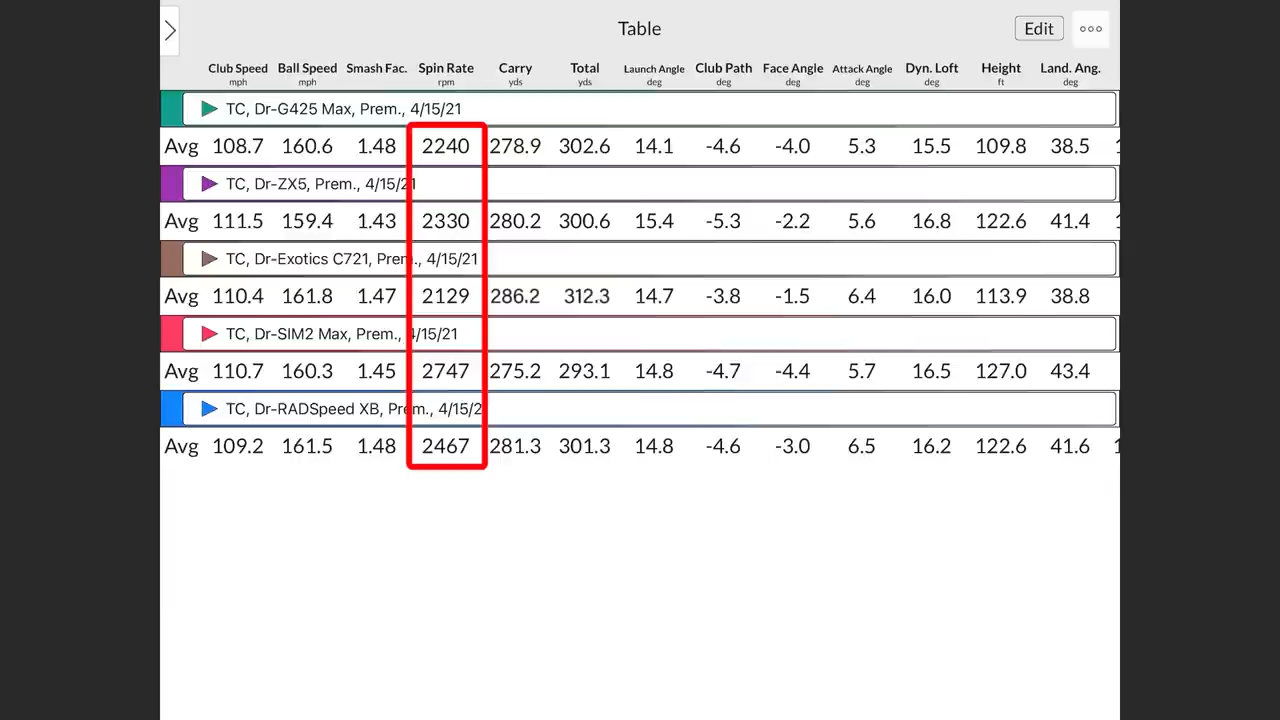 Table
Edit
Club Speed Ball Speed Smash Fac. Spin Rate Carry Total Launch Angle Club Path Face Angle Attack Angle Dyn. Loft Height Land. Ang.
mph mph rpm yds yds deg deg deg deg deg ft deg
TC, Dr-G425 Max, Prem., 4/15/21
Avg 108.7 160.6 1.48 2240 278.9 302.6 14.1 -4.6 -4.0 5.3 15.5 109.8 38.5
TC, Dr-ZX5, Prem., 4/15/21
Avg 111.5 159.4 1.43 2330 280.2 300.6 15.4 -5.3 -2.2 5.6 16.8 122.6 41.4
TC, Dr-Exotics C721, Prem., 4/15/21
Avg 110.4 161.8 1.47 2129 286.2 312.3 14.7 -3.8 -1.5 6.4 16.0 113.9 38.8
TC, Dr-SIM2 Max, Prem., 4/15/21
Avg 110.7 160.3 1.45 2747 275.2 293.1 14.8 -4.7 -4.4 5.7 16.5 127.0 43.4
TC, Dr-RADSpeed XB, Prem., 4/15/2
Avg 109.2 161.5 1.48 2467 281.3 301.3 14.8 -4.6 -3.0 6.5 16.2 122.6 41.6